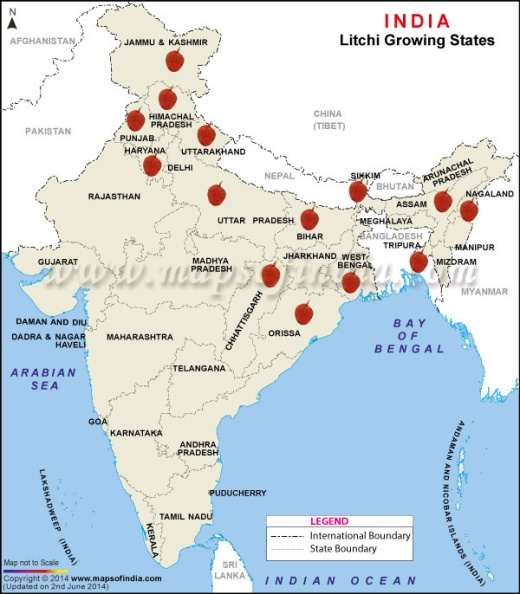 INDIA
Litchi Growing States
N
AFGHANISTAN
JAMMU & KASHMIR
CHINA
(TIBET)
PAKISTAN
HIMACHAL
PRADESH
PUNJAB
HARYANA
UTTARAKHAND
DELHI
NEPAL
SIKKIM
BHUTAN
ARUNACHAL
PRADESH
NAGALAND
RAJASTHAN
UTTAR PRADESH
ASSAM
MEGHALAYA
BIHAR
BANGLADESH
TRIPURA
MANIPUR
MIZORAM
GUJARAT
MADHYA
PRADESH
JHARKHAND
WEST
BENGAL
www.mapsofindia.com
MYANMAR
CHHATTISGARH
ORISSA
DAMAN AND DIU
DADRA & NAGAR
HAVELI
MAHARASHTRA
BAY
OF
BENGAL
ARABIAN
SEA
TELANGANA
GOA
KARNATAKA
ANDHRA
PRADESH
PUDUCHERRY
TAMIL NADU
KERALA
LAKSHADWEEP (INDIA)
ANDAMAN AND NICOBAR ISLANDS (INDIA)
LEGEND
International Boundary
State Boundary
SRI
LANKA
INDIAN OCEAN
Map not to Scale
Copyright © 2014 www.mapsofindia.com
(Updated on 2nd June 2014)